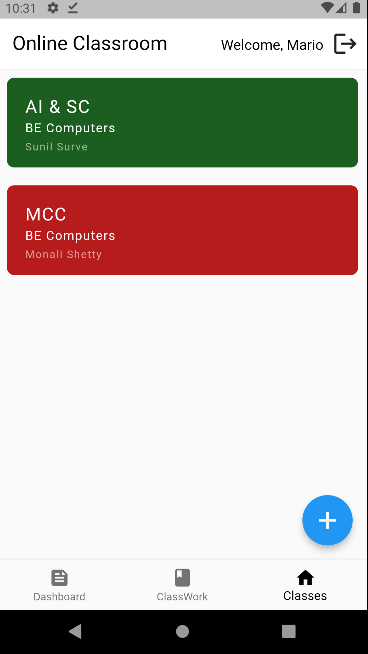 10:31
Online Classroom
Welcome, Mario
AI & SC
BE Computers
Sunil Surve
MCC
BE Computers
Monali Shetty
Dashboard
ClassWork
Classes